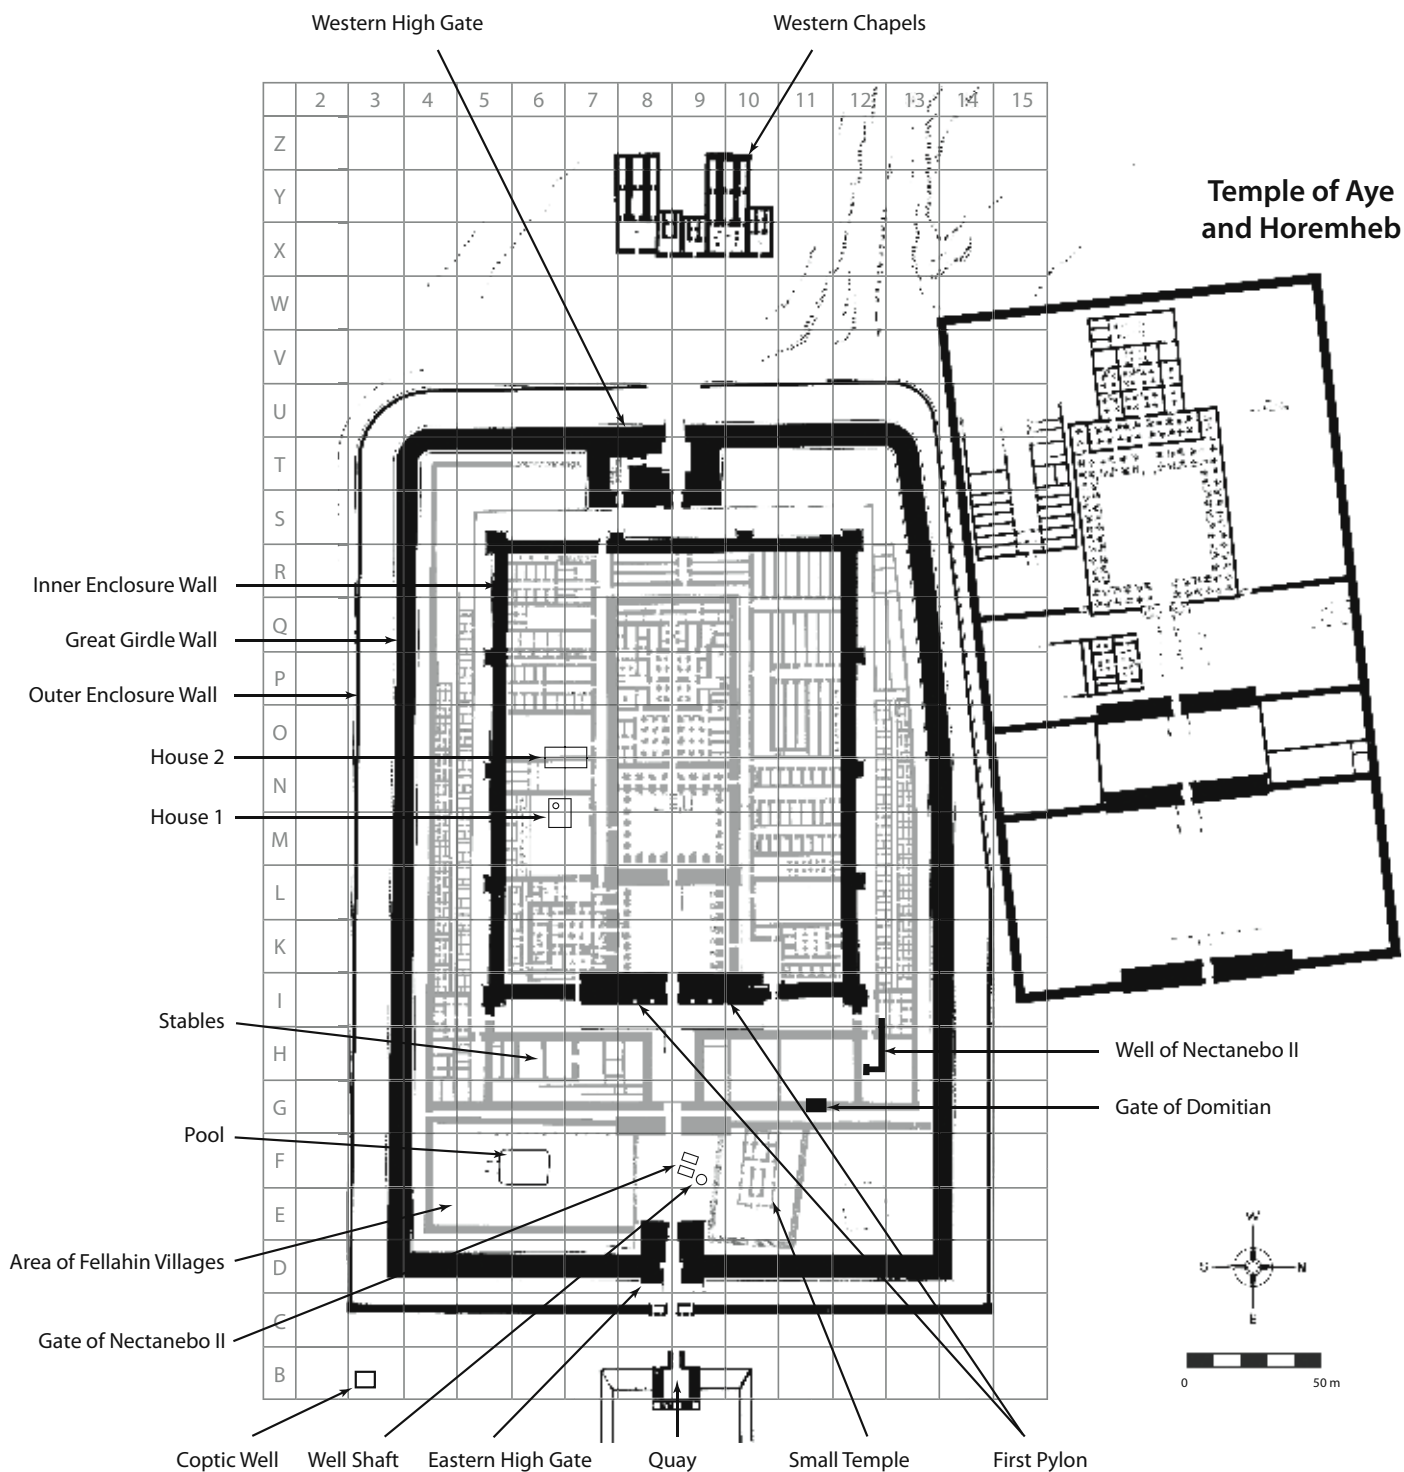 Western High Gate
Western Chapels
2 3 4 5 6 7 8 9 10 11 12 13 14 15
Z
Y
X
W
V
U
T
S
R
Q
P
O
N
M
L
K
I
H
G
F
E
D
C
B
Temple of Aye
and Horemheb
Inner Enclosure Wall
Great Girdle Wall
Outer Enclosure Wall
House 2
House 1
Stables
Pool
Area of Fellahin Villages
Gate of Nectanebo II
Well of Nectanebo II
Gate of Domitian
W
S N
E
0 50 m
Coptic Well
Well Shaft
Eastern High Gate
Quay
Small Temple
First Pylon